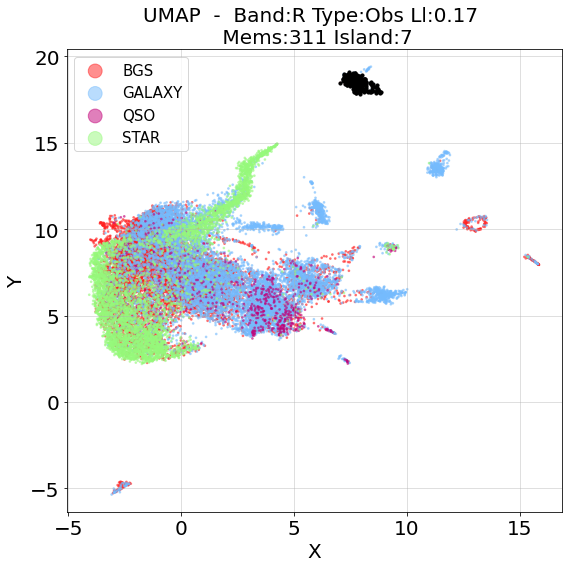 UMAP  -  Band:R Type:Obs Ll:0.17
Mems:311 Island:7
BGS
GALAXY
QSO
STAR
20
15
10
5
0
−5
Y
−5 0 5 10 15
X